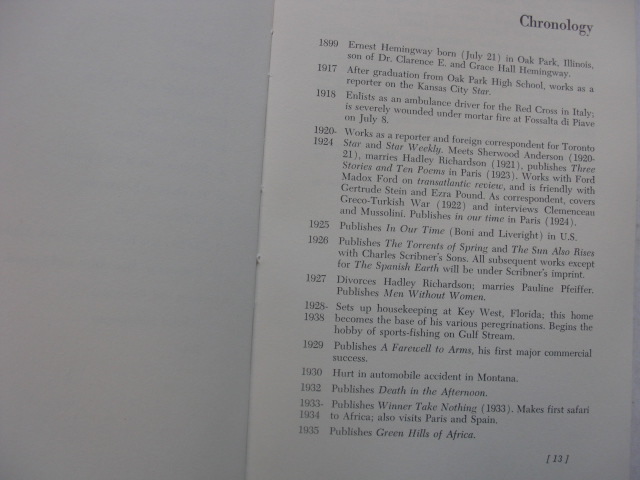 Chronology
1899 Ernest Hemingway born (July 21) in Oak Park, Illinois,
son of Dr. Clarence E. and Grace Hall Hemingway.
1917 After graduation from Oak Park High School, works as a
reporter on the Kansas City Star.
1918 Enlists as an ambulance driver for the Red Cross in Italy;
is severely wounded under mortar fire at Fossalta di Piave
on July 8.
1920- Works as a reporter and foreign correspondent for Toronto
1924 Star and Star Weekly. Meets Sherwood Anderson (1920-
21), marries Hadley Richardson (1921), publishes Three
Stories and Ten Poems in Paris (1923). Works with Ford
Madox Ford on transatlantic review, and is friendly with
Gertrude Stein and Ezra Pound. As correspondent, covers
Greco-Turkish War (1922) and interviews Clemenceau
and Mussolini. Publishes in our time in Paris (1924).
1925 Publishes In Our Time (Boni and Liveright) in U.S.
1926 Publishes The Torrents of Spring and The Sun Also Rises
with Charles Scribner's Sons. All subsequent works except
for The Spanish Earth will be under Scribner's imprint.
1927 Divorces Hadley Richardson; marries Pauline Pfeiffer.
Publishes Men Without Women.
1928- Sets up housekeeping at Key West, Florida; this home
1938 becomes the base of his various peregrinations. Begins the
hobby of sports-fishing on Gulf Stream.
1929 Publishes A Farewell to Arms, his first major commercial
success.
1930 Hurt in automobile accident in Montana.
1932 Publishes Death in the Afternoon.
1933- Publishes Winner Take Nothing (1933). Makes first safari
1934 to Africa; also visits Paris and Spain.
1935 Publishes Green Hills of Africa.
[ 13 ]